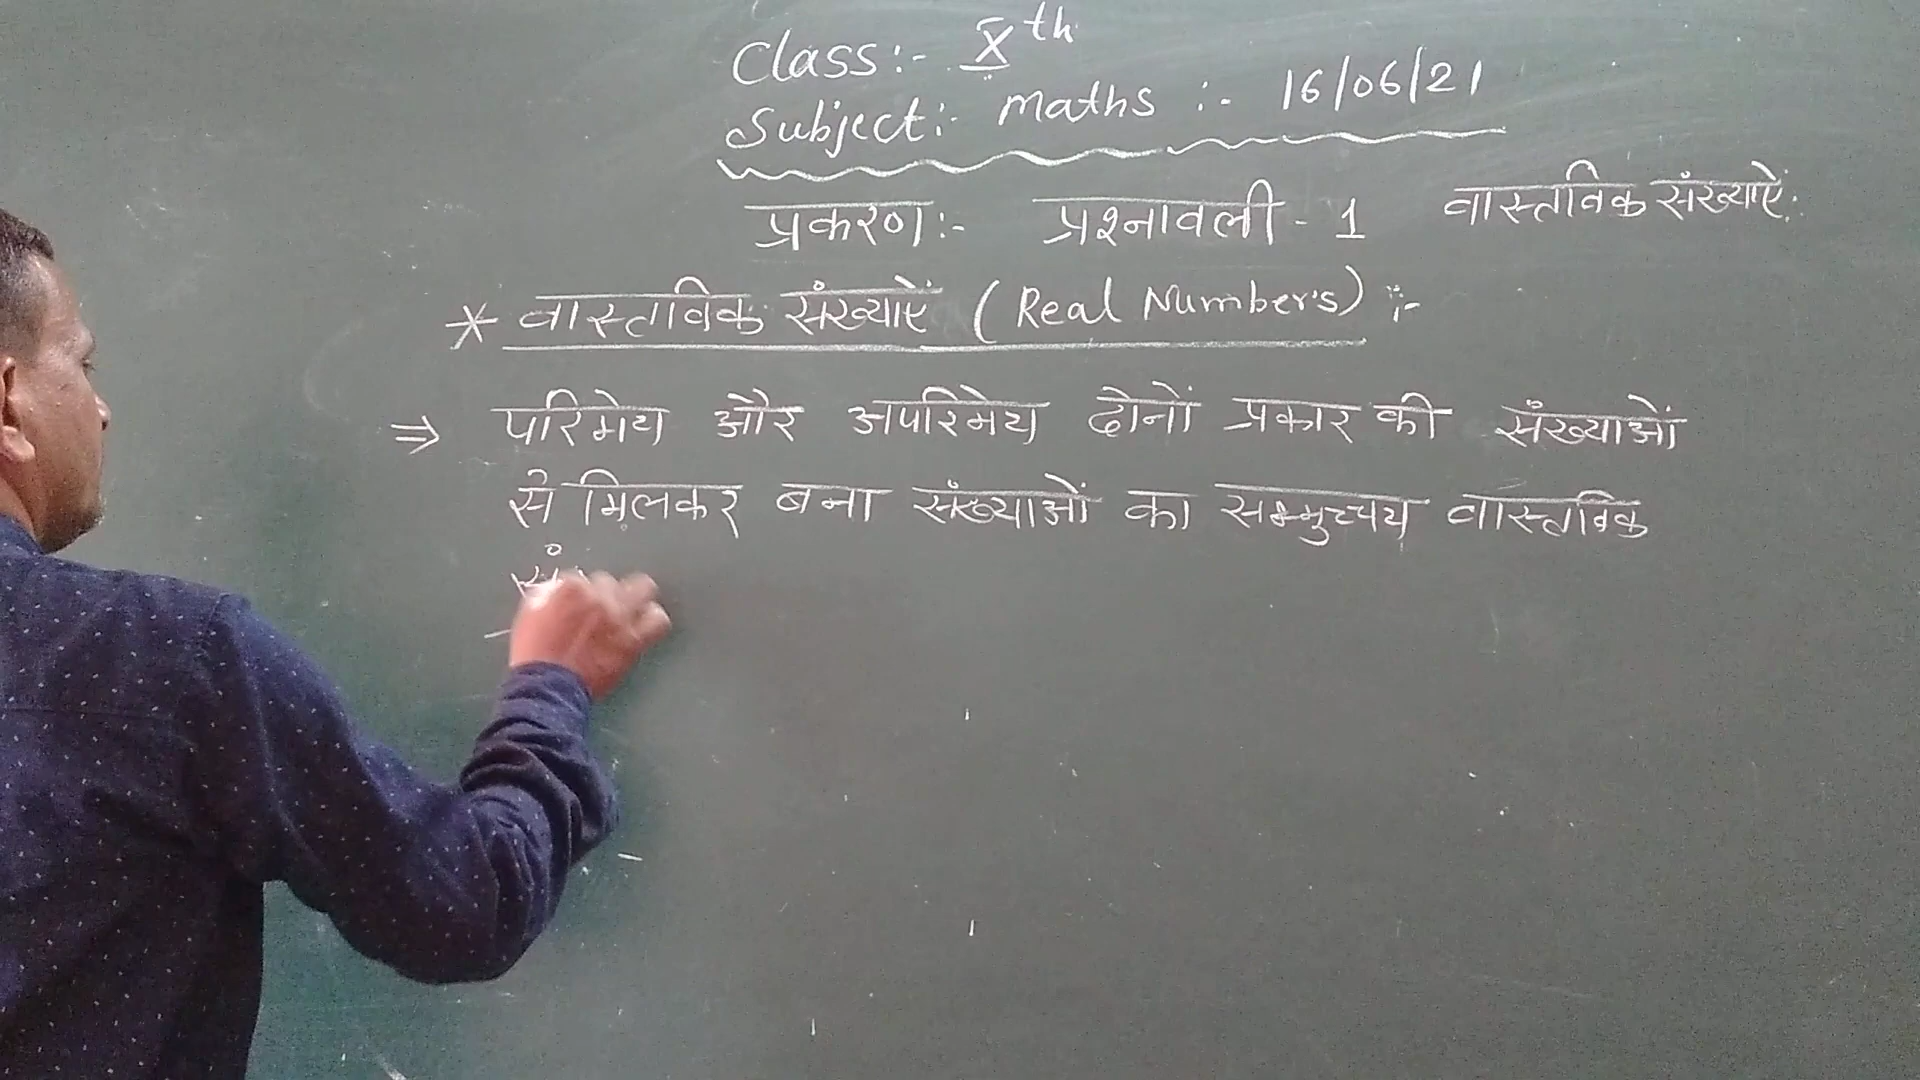 Class:- Xth
Subject:- Maths :- 16/06/21
प्रकरण:- प्रश्नावली - 1 वास्तविक संख्याऐं:
* वास्तविक संख्याऐं (Real Number's) :-
⇒ परिमेय और अपरिमेय दोनों प्रकार की संख्याओं
से मिलकर बना संख्याओं का सम्मुच्चय वास्तविक